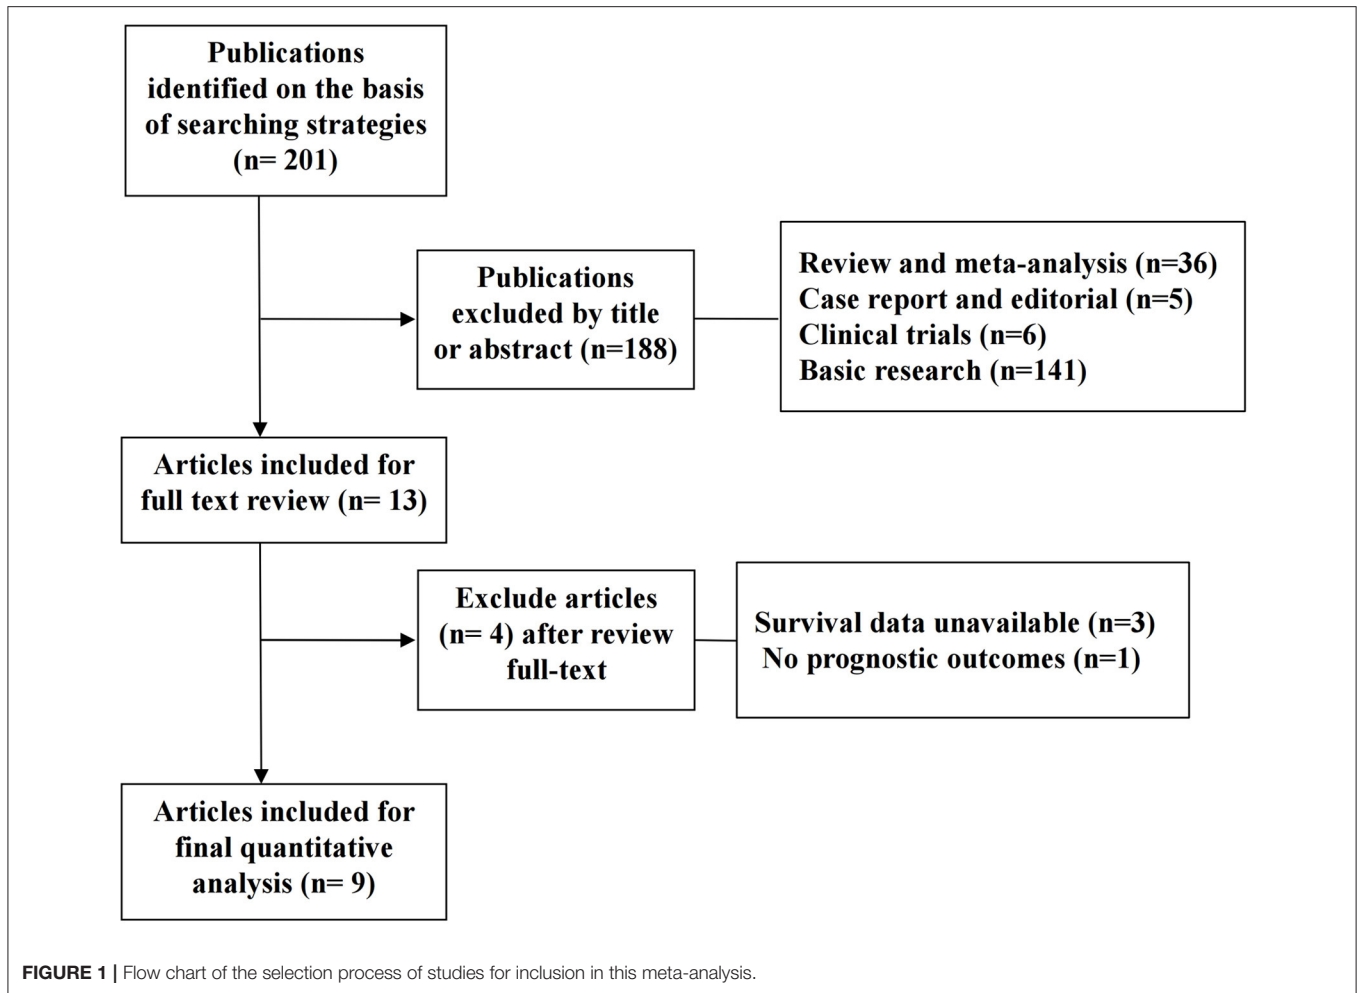 Publications
identified on the basis
of searching strategies
(n= 201)
Publications
excluded by title
or abstract (n=188)
Review and meta-analysis (n=36)
Case report and editorial (n=5)
Clinical trials (n=6)
Basic research (n=141)
Articles included for
full text review (n= 13)
Exclude articles
(n= 4) after review
full-text
Survival data unavailable (n=3)
No prognostic outcomes (n=1)
Articles included for
final quantitative
analysis (n= 9)
FIGURE 1 | Flow chart of the selection process of studies for inclusion in this meta-analysis.